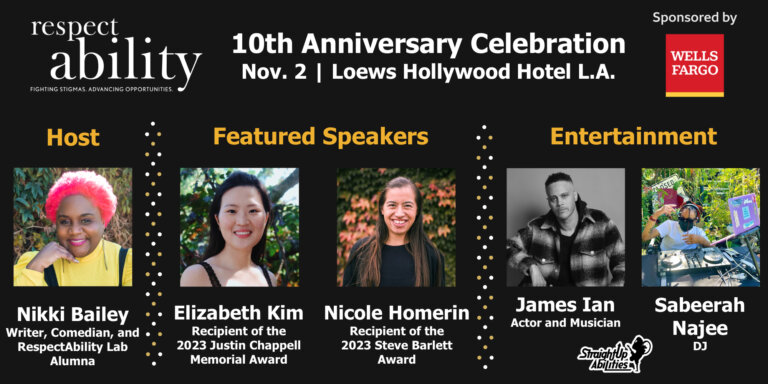 respect
ability
FIGHTING STIGMAS. ADVANCING OPPORTUNITIES.
10th Anniversary Celebration
Nov. 2 | Loews Hollywood Hotel L.A.
Sponsored by
WELLS
FARGO
Host
Featured Speakers
Entertainment
Nikki Bailey
Writer, Comedian, and
RespectAbility Lab
Alumna
Elizabeth Kim
Recipient of the
2023 Justin Chappell
Memorial Award
Nicole Homerin
Recipient of the
2023 Steve Barlett
Award
James Ian
Actor and Musician
StraightUp
Abilities
Sabeerah
Najee
DJ